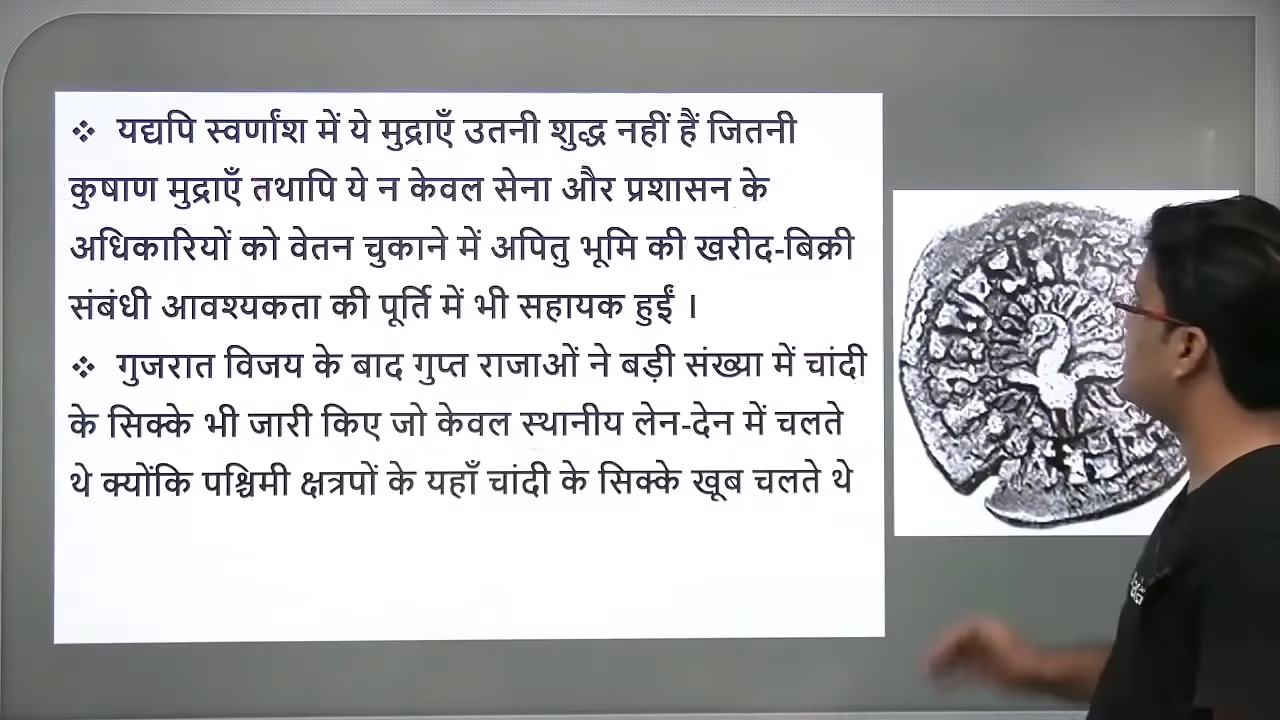 ❖ यद्यपि स्वर्णांश में ये मुद्राएँ उतनी शुद्ध नहीं हैं जितनी
कुषाण मुद्राएँ तथापि ये न केवल सेना और प्रशासन के
अधिकारियों को वेतन चुकाने में अपितु भूमि की खरीद-बिक्री
संबंधी आवश्यकता की पूर्ति में भी सहायक हुईं ।
❖ गुजरात विजय के बाद गुप्त राजाओं ने बड़ी संख्या में चांदी
के सिक्के भी जारी किए जो केवल स्थानीय लेन-देन में चलते
थे क्योंकि पश्चिमी क्षत्रपों के यहाँ चांदी के सिक्के खूब चलते थे